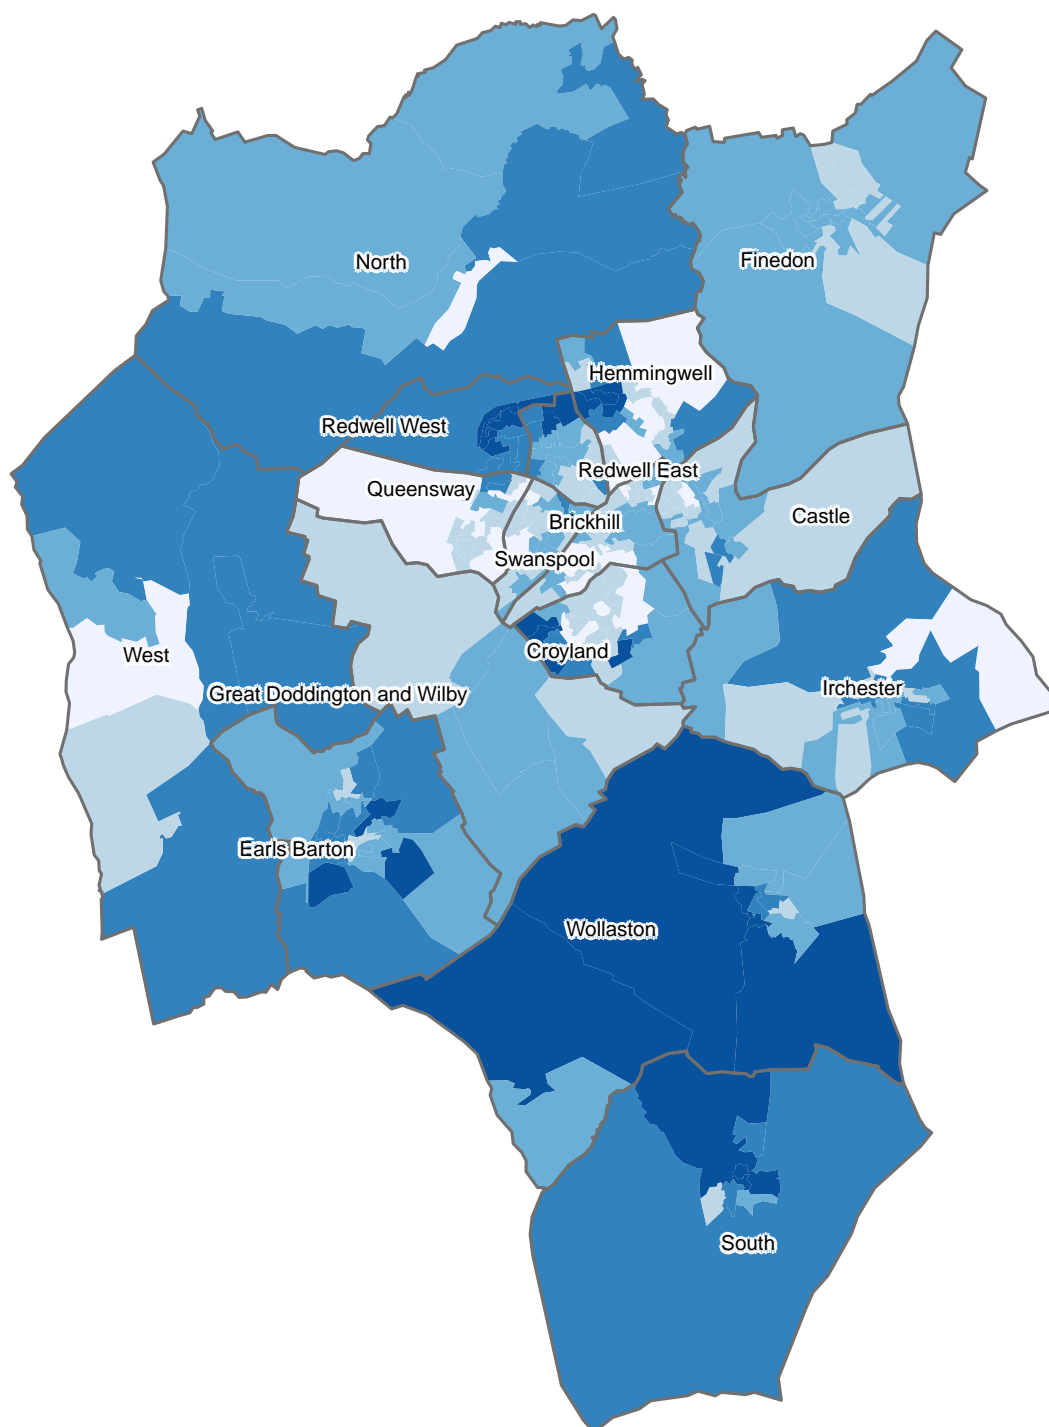 North
Finedon
Hemmingwell
Redwell West
Redwell East
Queensway
Castle
Brickhill
Swanspool
West
Croyland
Irchester
Great Doddington and Wilby
Earls Barton
Wollaston
South